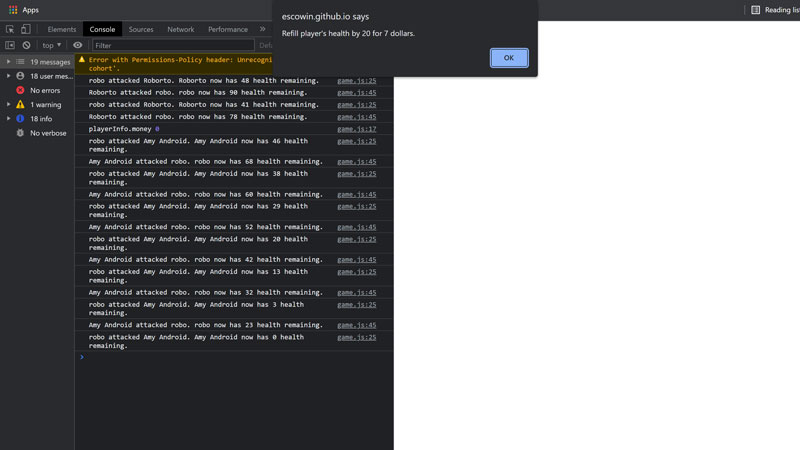 Apps
Reading list
escowin.github.io says
Refill player's health by 20 for 7 dollars.
OK
Elements
Console
Sources
Network
Performance
»
top
Filter
19 messages
18 user mes...
No errors
1 warning
18 info
No verbose
Error with Permissions-Policy header:
cohort'.
robo attacked Roborto. Roborto now has 48 health remaining. game.js:25
Roborto attacked robo. robo now has 90 health remaining. game.js:45
robo attacked Roborto. Roborto now has 41 health remaining. game.js:25
Roborto attacked robo. robo now has 78 health remaining. game.js:45
playerInfo.money 0 game.js:17
robo attacked Amy Android. Amy Android now has 46 health game.js:25
remaining.
Amy Android attacked robo. robo now has 68 health remaining. game.js:45
robo attacked Amy Android. Amy Android now has 38 health game.js:25
remaining.
Amy Android attacked robo. robo now has 60 health remaining. game.js:45
robo attacked Amy Android. Amy Android now has 29 health game.js:25
remaining.
Amy Android attacked robo. robo now has 52 health remaining. game.js:45
robo attacked Amy Android. Amy Android now has 20 health game.js:25
remaining.
Amy Android attacked robo. robo now has 42 health remaining. game.js:45
robo attacked Amy Android. Amy Android now has 13 health game.js:25
remaining.
Amy Android attacked robo. robo now has 32 health remaining. game.js:45
robo attacked Amy Android. Amy Android now has 3 health game.js:25
remaining.
Amy Android attacked robo. robo now has 23 health remaining. game.js:45
robo attacked Amy Android. Amy Android now has 0 health game.js:25
remaining.